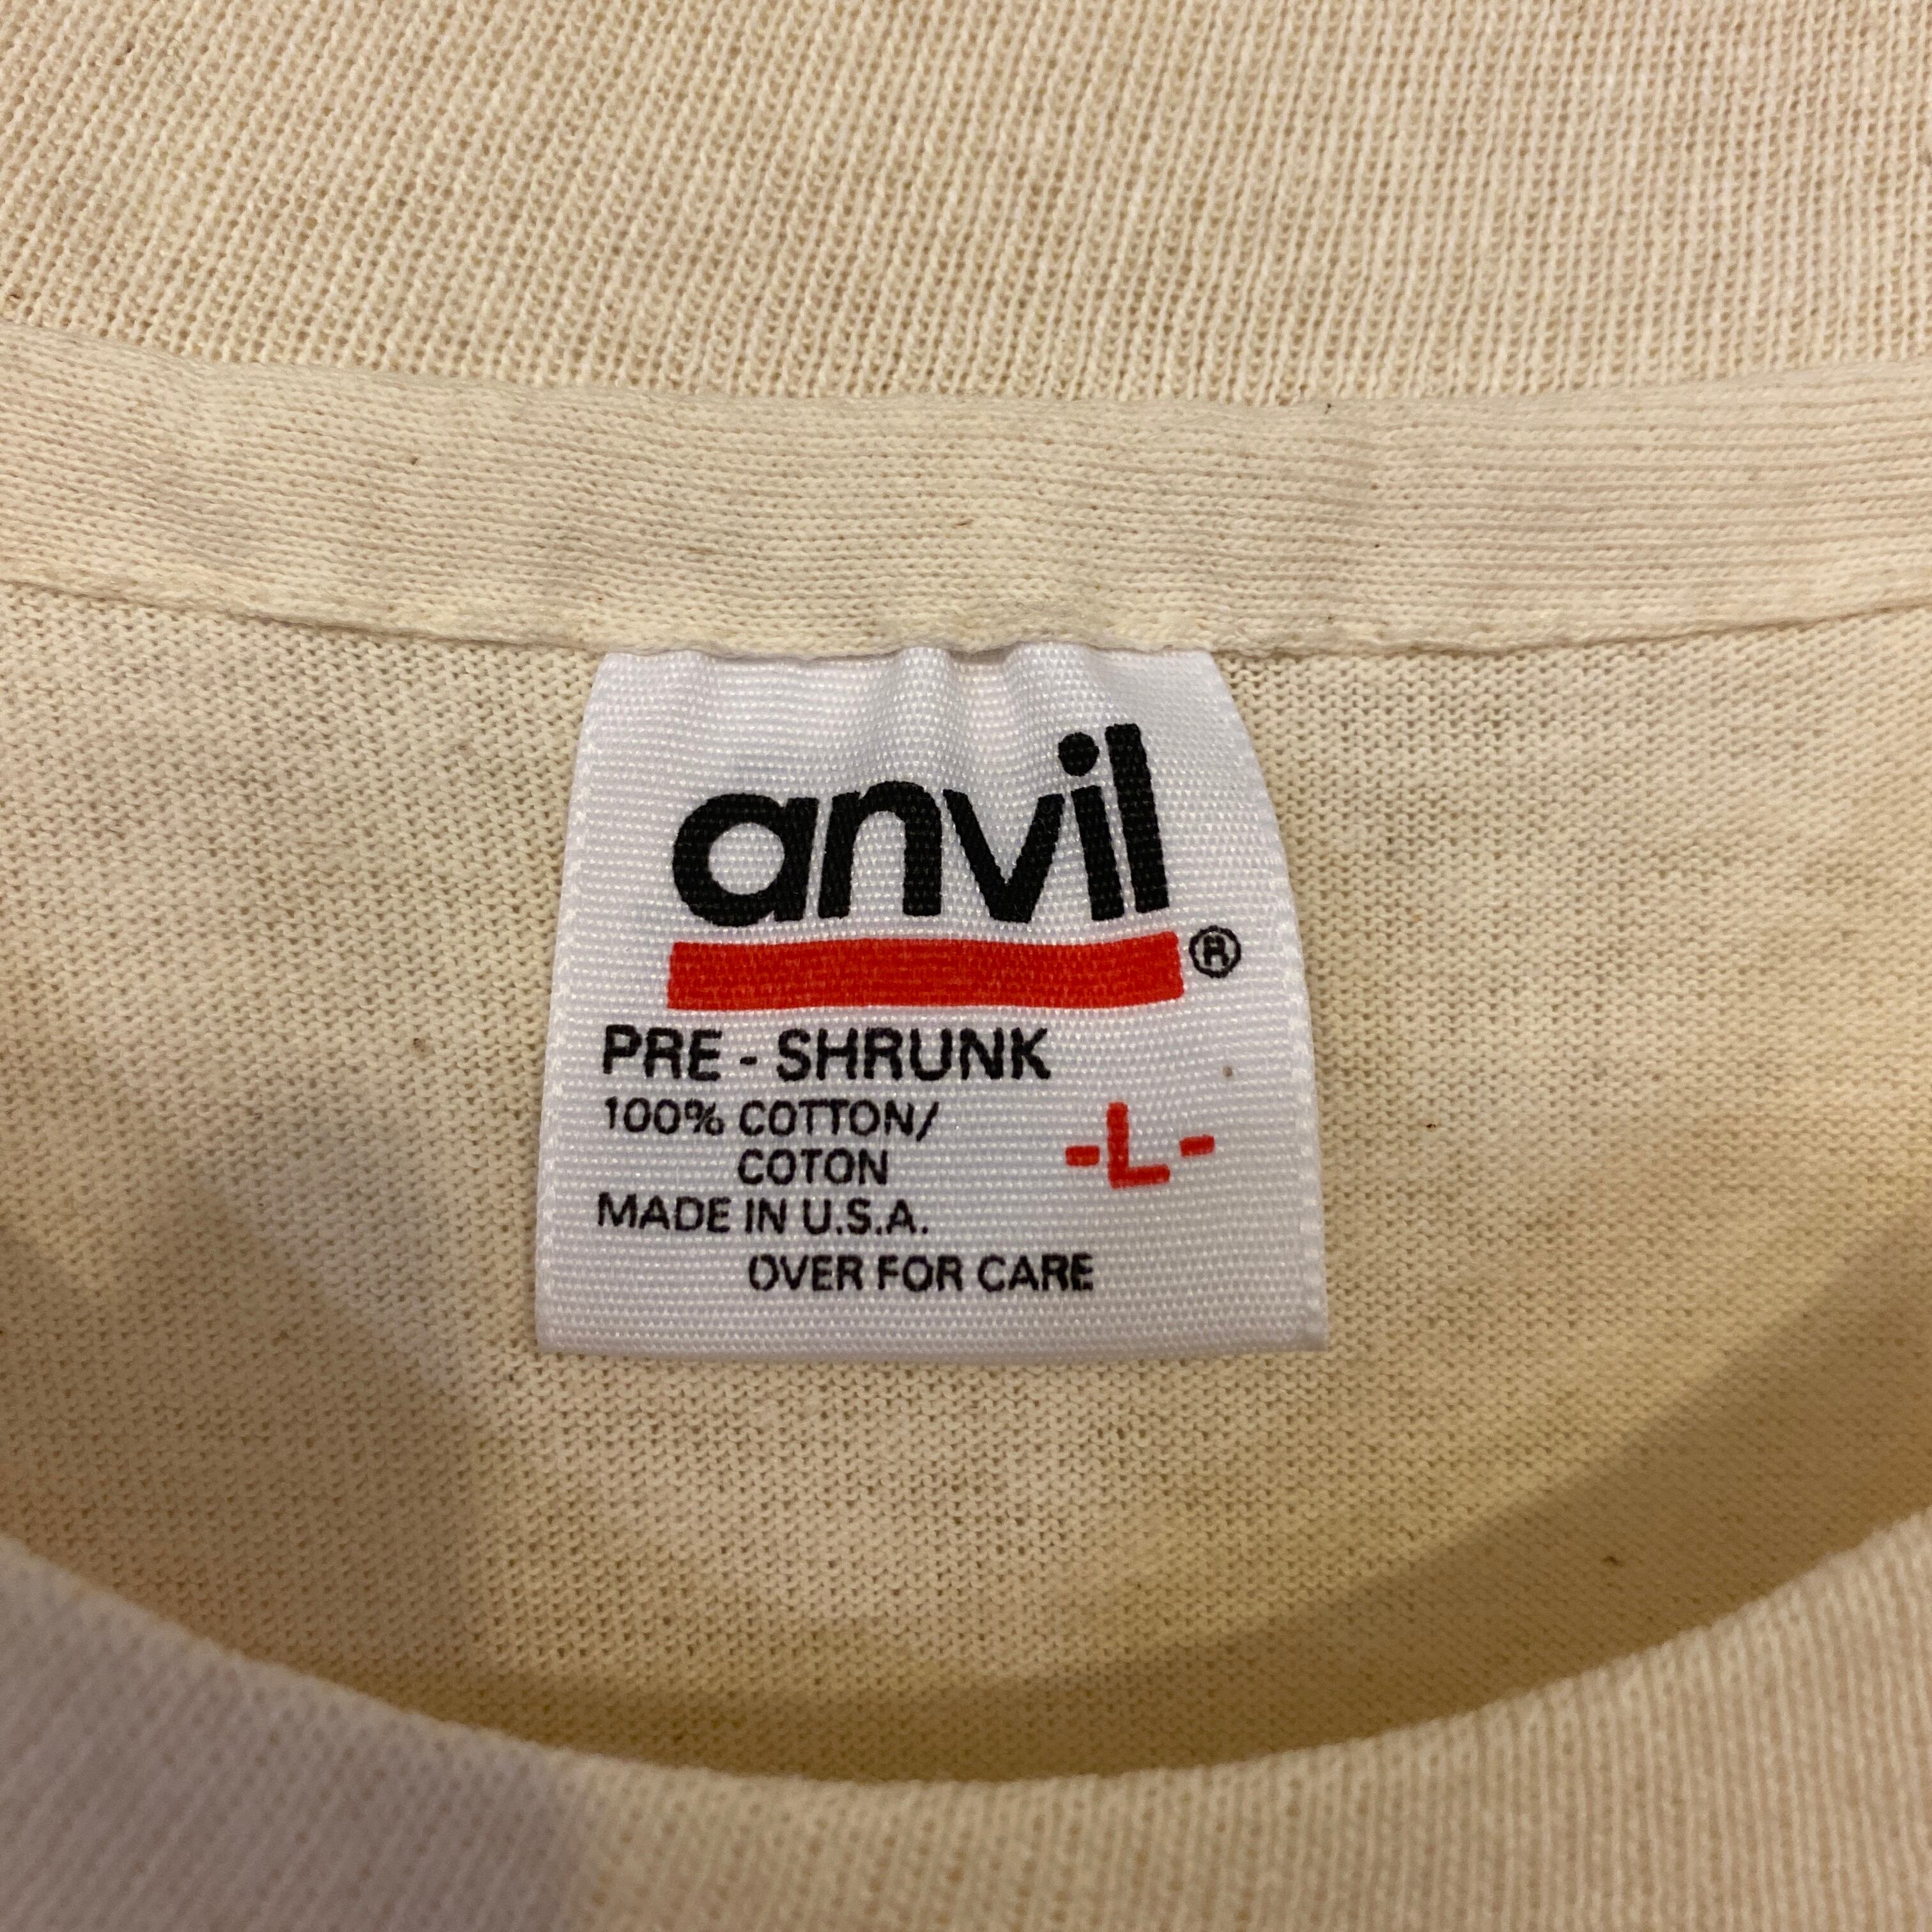 anvil®
PRE - SHRUNK
100% COTTON/
COTON
-L-
MADE IN U.S.A.
OVER FOR CARE